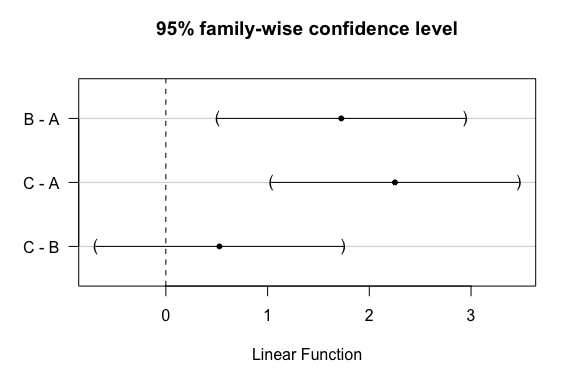 95% family-wise confidence level
B - A
C - A
C - B
0 1 2 3
Linear Function